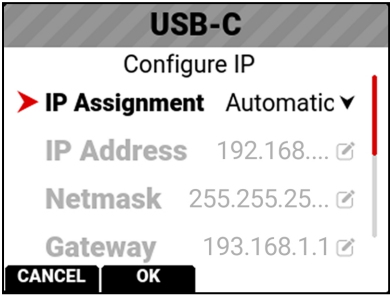 USB-C
Configure IP
IP Assignment Automatic
IP Address 192.168....
Netmask 255.255.25...
Gateway 193.168.1.1
CANCEL OK